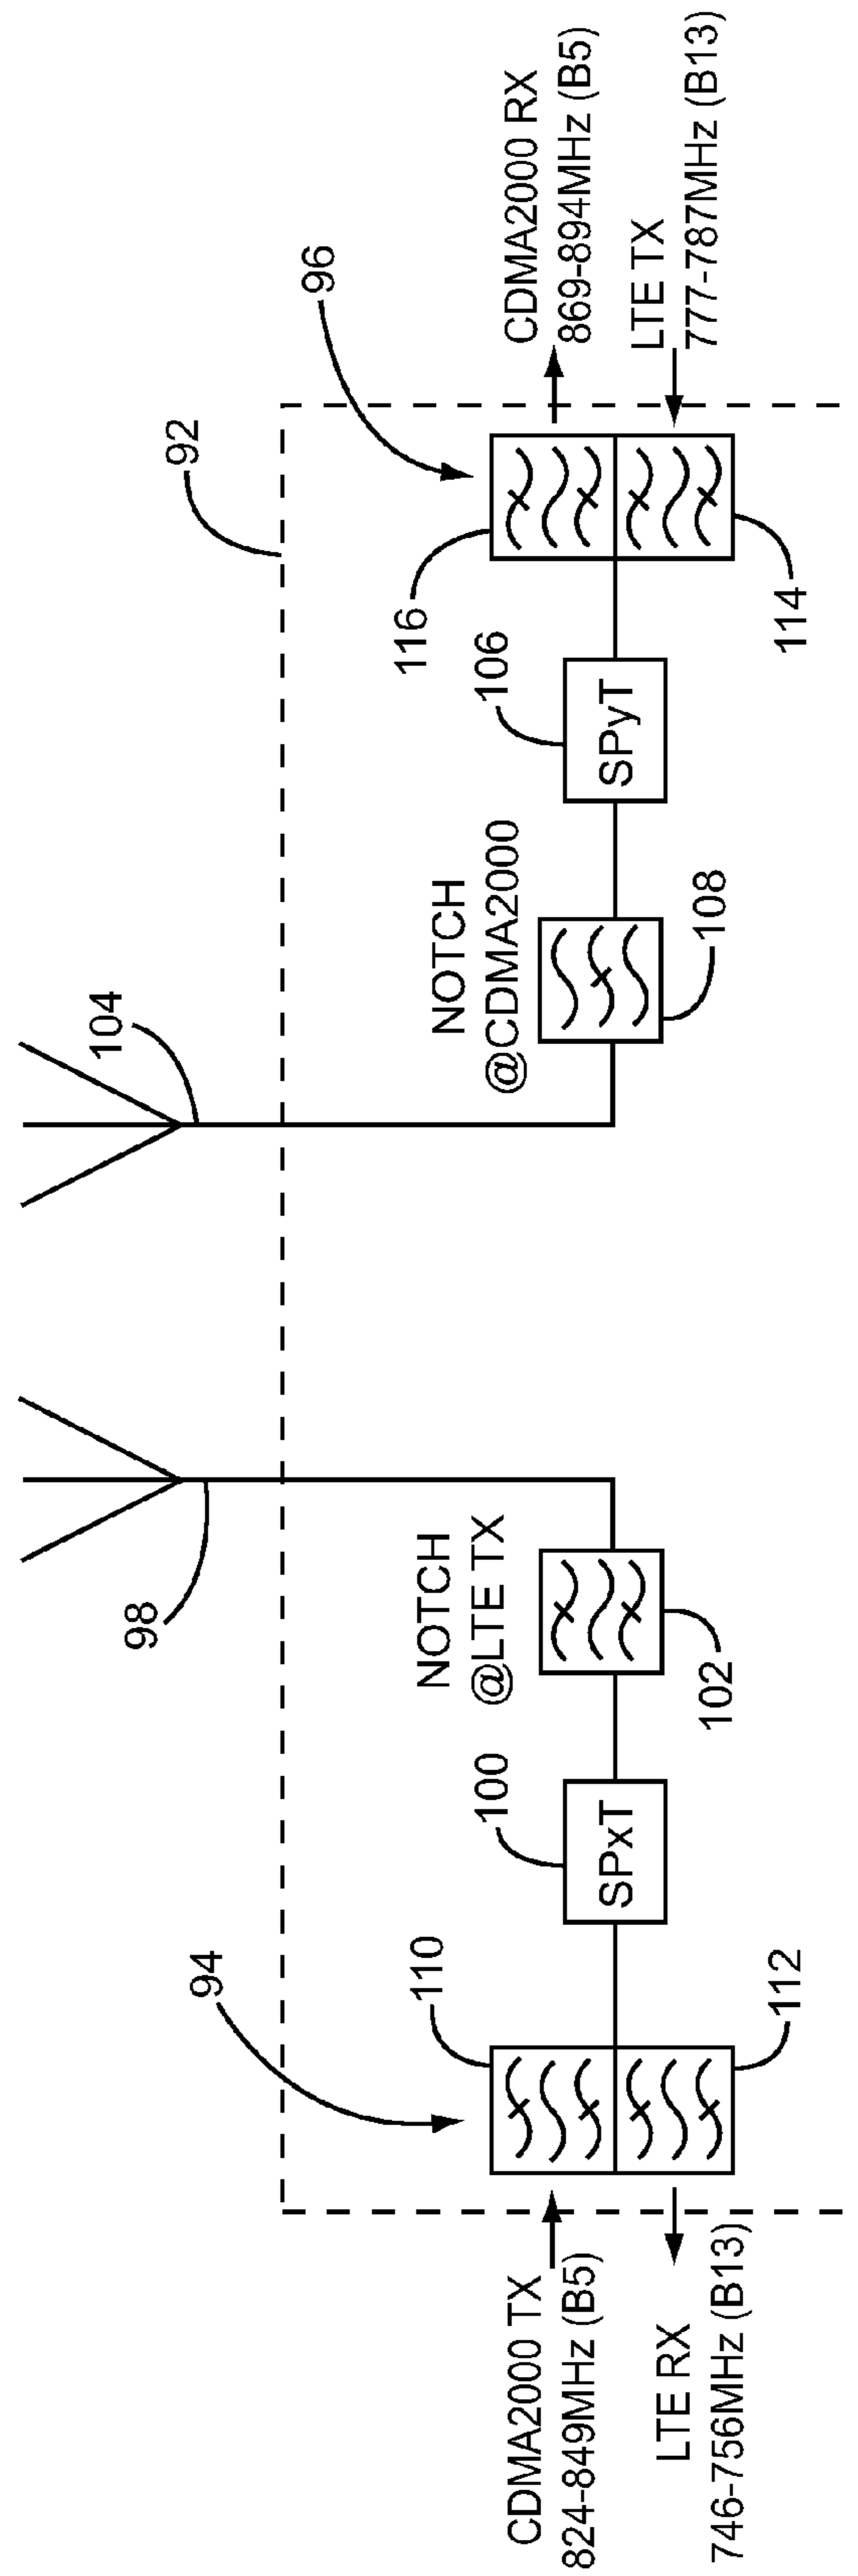 92
96
94
98
104
CDMA2000 TX
824-849MHz (B5)
LTE RX
746-756MHz (B13)
110
112
100
SPxT
NOTCH
@LTE TX
102
NOTCH
@CDMA2000
108
106
SPyT
116
114
CDMA2000 RX
869-894MHz (B5)
LTE TX
777-787MHz (B13)